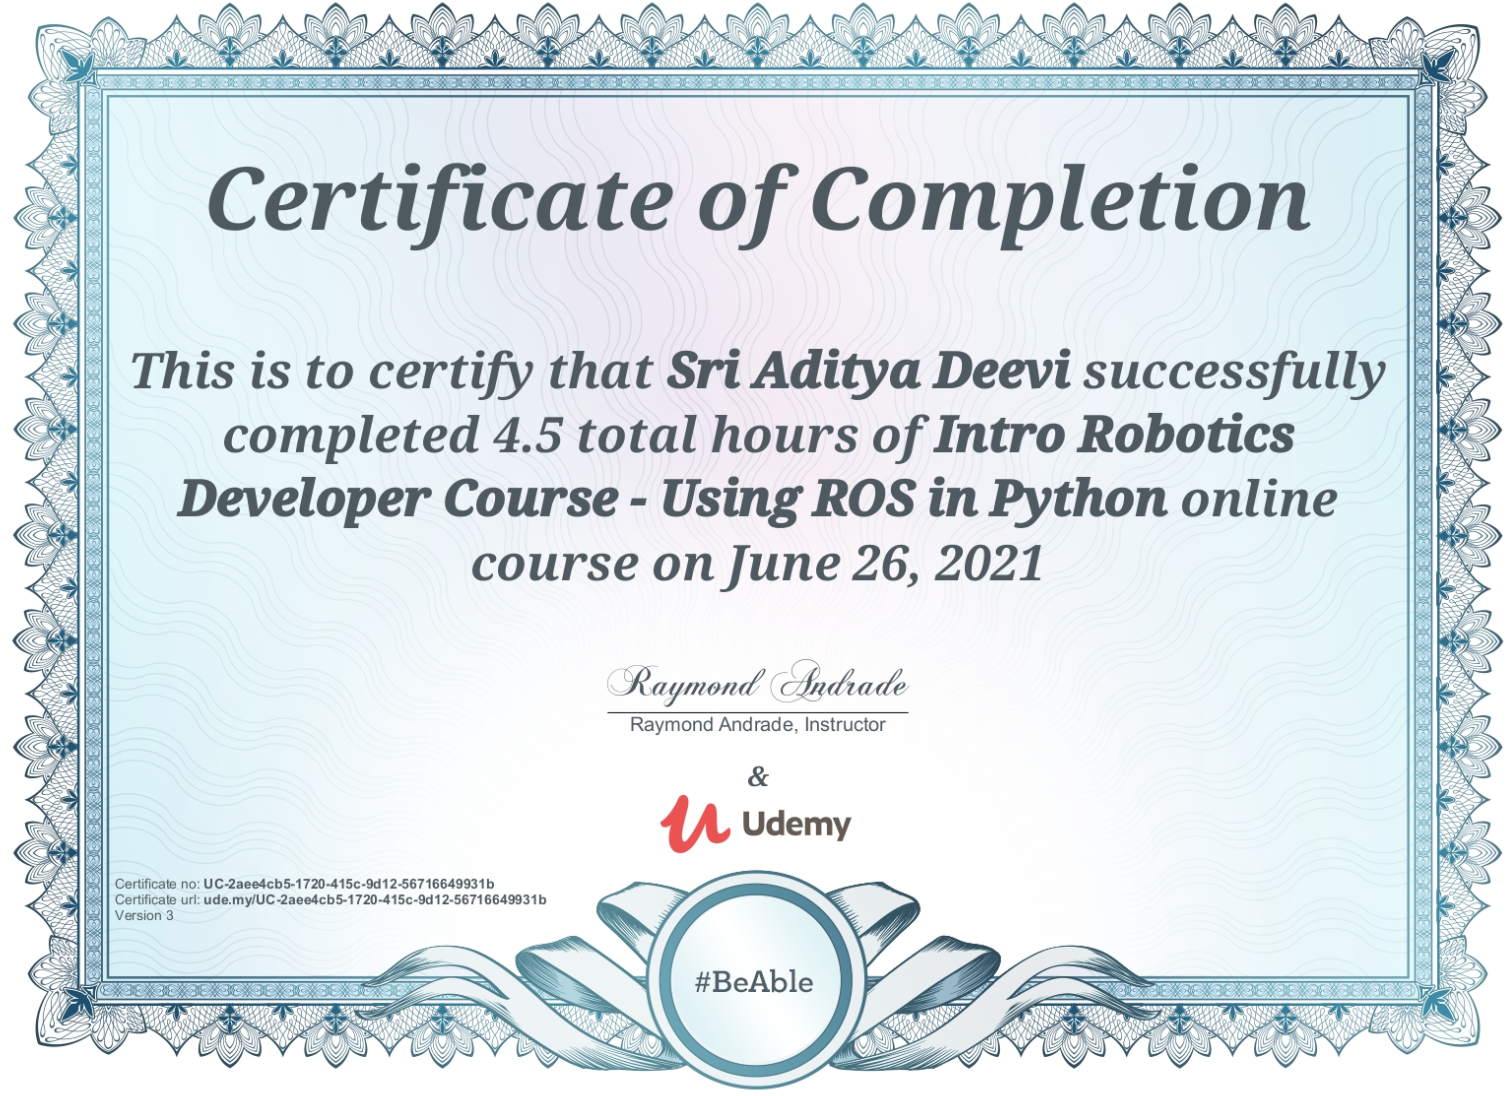 Certificate of Completion
This is to certify that Sri Aditya Deevi successfully
completed 4.5 total hours of Intro Robotics
Developer Course - Using ROS in Python online
course on June 26, 2021
Raymond Andrade
Raymond Andrade, Instructor
&
Udemy
Certificate no: UC-2aee4cb5-1720-415c-9d12-56716649931b
Certificate url: ude.my/UC-2aee4cb5-1720-415c-9d12-56716649931b
Version 3
#BeAble